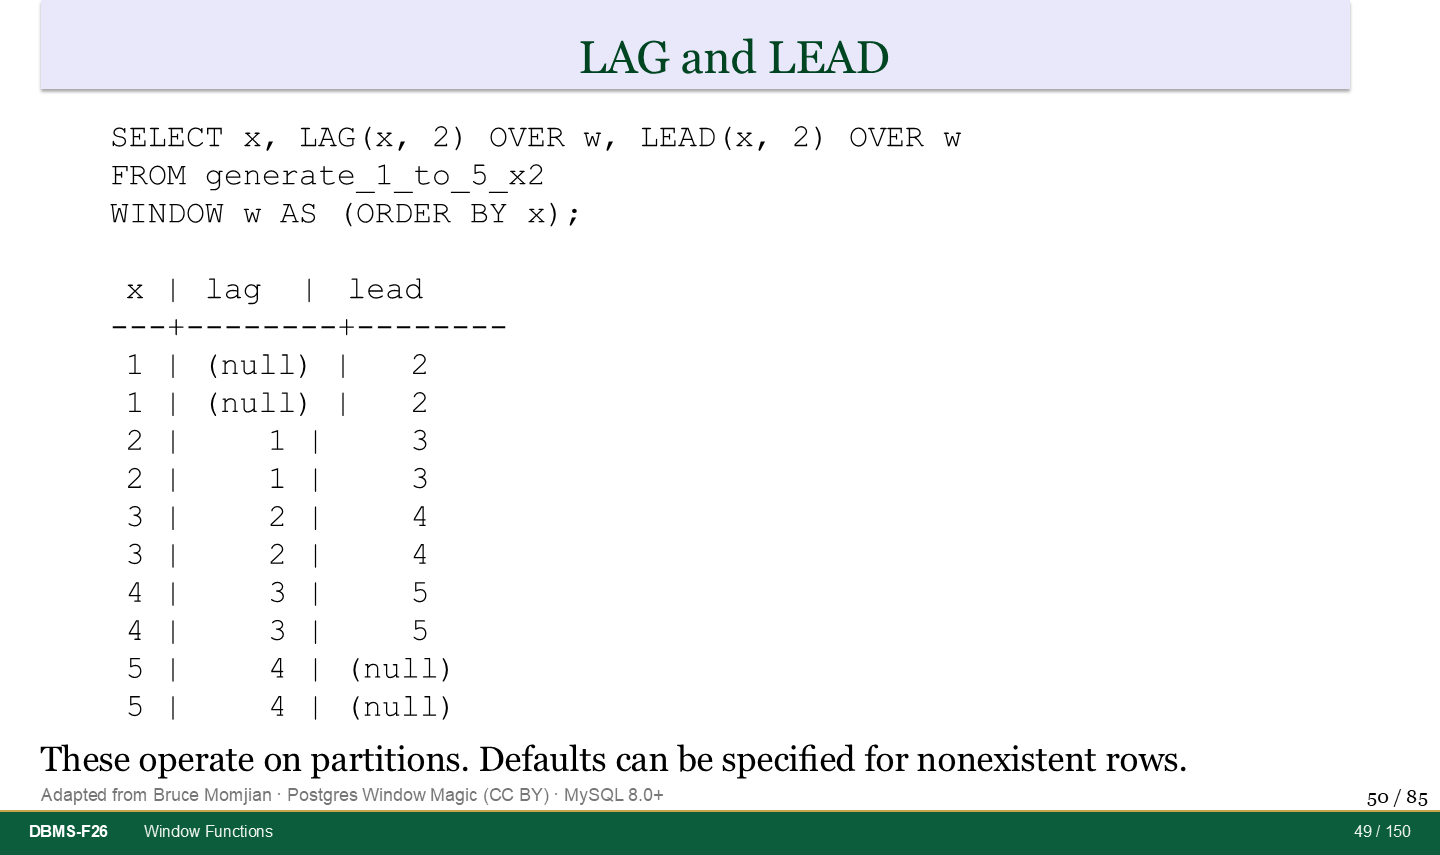 LAG and LEAD
SELECT x, LAG(x, 2) OVER w, LEAD(x, 2) OVER w
FROM generate_1_to_5_x2
WINDOW w AS (ORDER BY x);
x | lag | lead
---+--------+--------
1 | (null) | 2
1 | (null) | 2
2 | 1 | 3
2 | 1 | 3
3 | 2 | 4
3 | 2 | 4
4 | 3 | 5
4 | 3 | 5
5 | 4 | (null)
5 | 4 | (null)
These operate on partitions. Defaults can be specified for nonexistent rows.
Adapted from Bruce Momjian · Postgres Window Magic (CC BY) · MySQL 8.0+
50 / 85
DBMS-F26 Window Functions 49 / 150